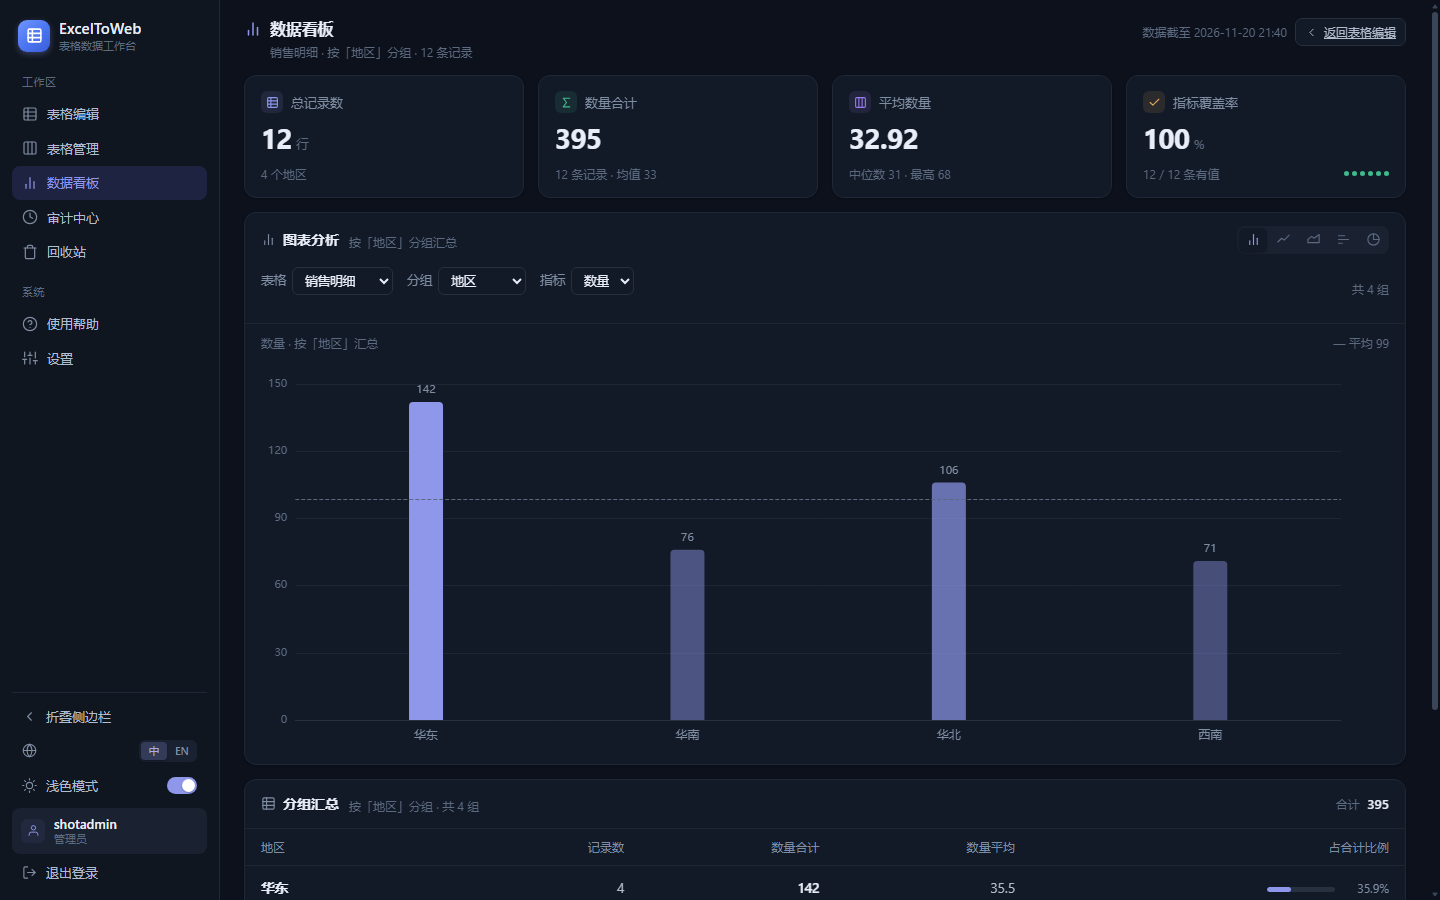 ExcelToWeb
表格数据工作台
工作区
表格编辑
表格管理
数据看板
审计中心
回收站
系统
使用帮助
设置
折叠侧边栏
中 EN
浅色模式
shotadmin
管理员
退出登录
数据看板
销售明细 · 按「地区」分组 · 12 条记录
数据截至 2026-11-20 21:40
返回表格编辑
总记录数
12 行
4 个地区
数量合计
395
12 条记录 · 均值 33
平均数量
32.92
中位数 31 · 最高 68
指标覆盖率
100 %
12 / 12 条有值
图表分析 按「地区」分组汇总
表格 销售明细 分组 地区 指标 数量
共 4 组
数量 · 按「地区」汇总
— 平均 99
150
120
90
60
30
0
142
76
106
71
华东
华南
华北
西南
分组汇总 按「地区」分组 · 共 4 组
合计 395
地区 记录数 数量合计 数量平均 占合计比例
华东 4 142 35.5 35.9%